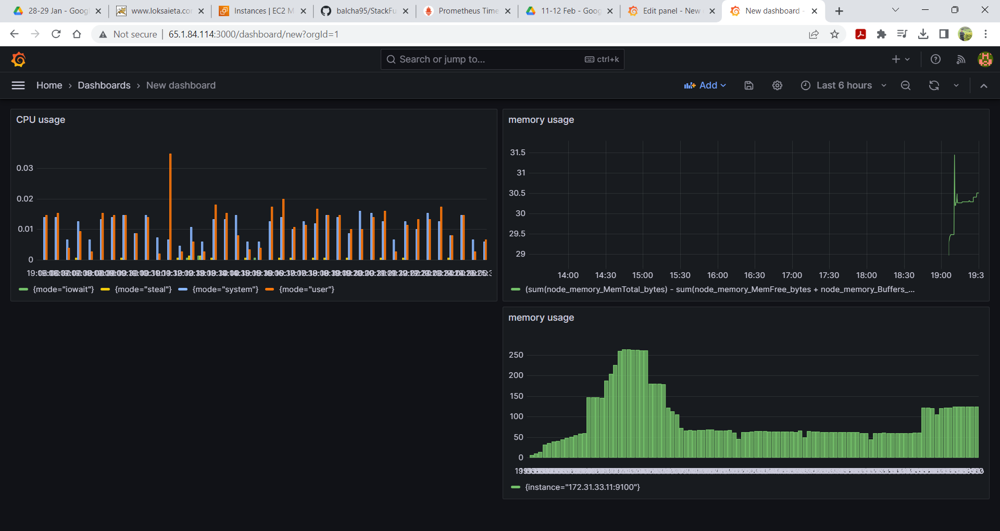 28-29 Jan - Goog
www.loksaieta.cor
Instances | EC2 M
balcha95/StackFu
Prometheus Time
11-12 Feb - Goog
Edit panel - New
New dashboard -
Not secure
65.1.84.114:3000/dashboard/new?orgId=1
Search or jump to...
ctrl+k
Home › Dashboards › New dashboard
Add
Last 6 hours
CPU usage
0.03
0.02
0.01
0
{mode="iowait"} {mode="steal"} {mode="system"} {mode="user"}
memory usage
31.5
31
30.5
30
29.5
29
14:00 14:30 15:00 15:30 16:00 16:30 17:00 17:30 18:00 18:30 19:00 19:3
(sum(node_memory_MemTotal_bytes) - sum(node_memory_MemFree_bytes + node_memory_Buffers_...
memory usage
250
200
150
100
50
0
{instance="172.31.33.11:9100"}